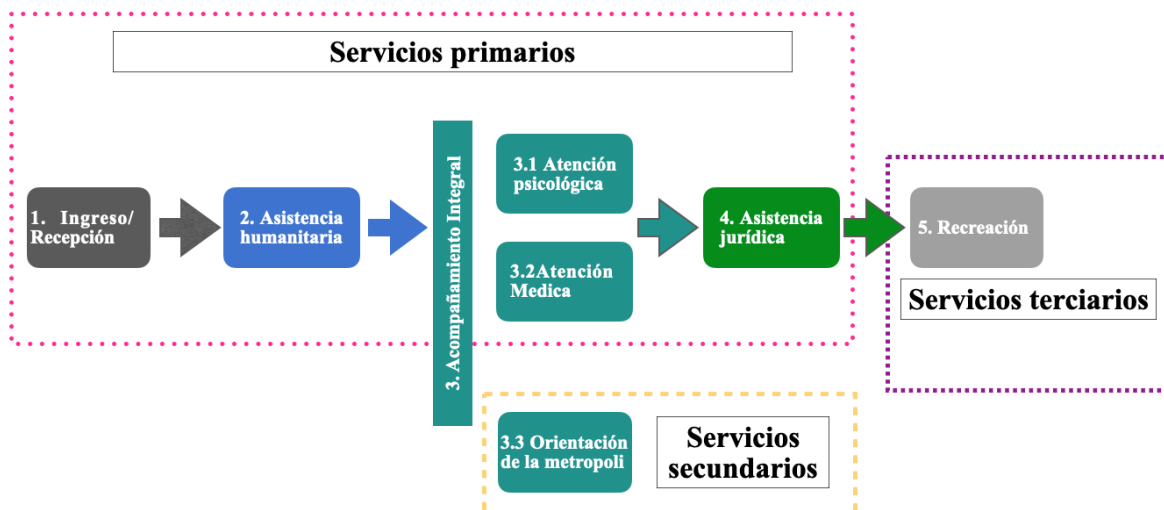 Servicios primarios
1. Ingreso/
Recepción
2. Asistencia
humanitaria
3. Acompañamiento Integral
3.1 Atención
psicológica
3.2Atención
Medica
4. Asistencia
jurídica
5. Recreación
Servicios terciarios
3.3 Orientación
de la metropoli
Servicios
secundarios